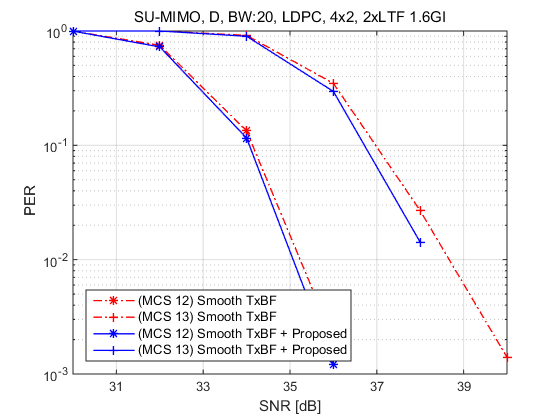 SU-MIMO, D, BW:20, LDPC, 4x2, 2xLTF 1.6GI
10^0
10^-1
10^-2
10^-3
PER
(MCS 12) Smooth TxBF
(MCS 13) Smooth TxBF
(MCS 12) Smooth TxBF + Proposed
(MCS 13) Smooth TxBF + Proposed
31 33 35 37 39
SNR [dB]